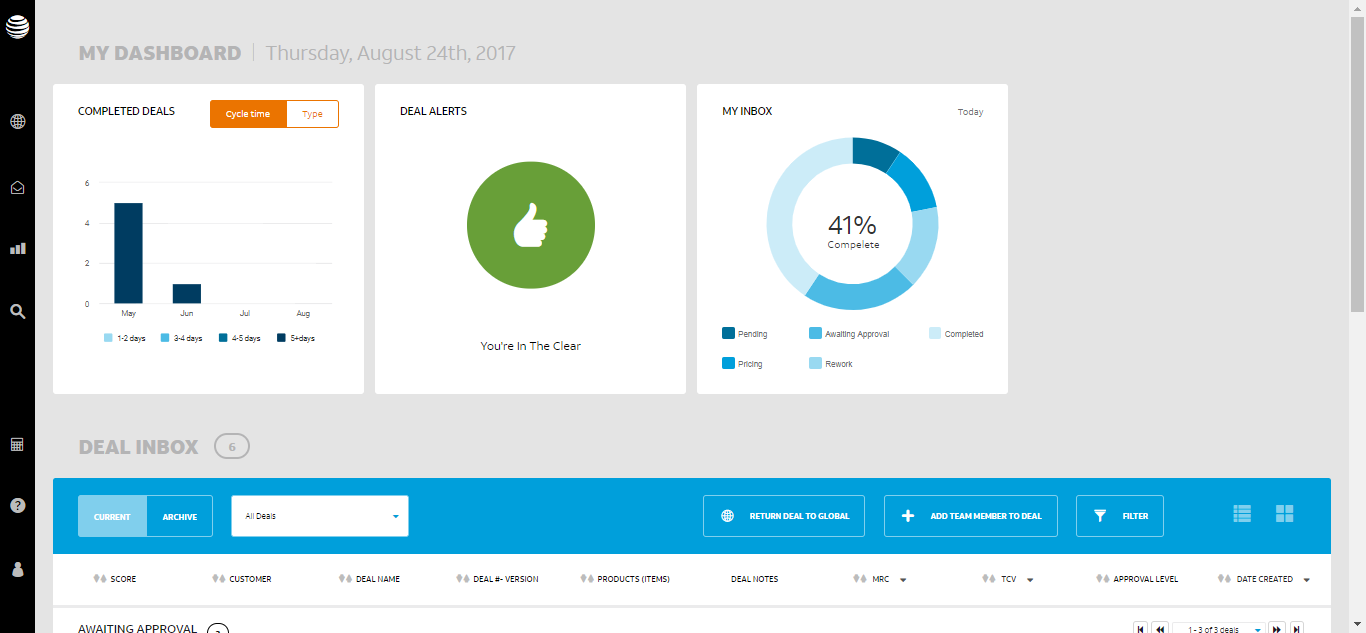 MY DASHBOARD | Thursday, August 24th, 2017
COMPLETED DEALS
Cycle time Type
6
4
2
0
May Jun Jul Aug
1-2 days 3-4 days 4-5 days 5+days
DEAL ALERTS
You're In The Clear
MY INBOX Today
41%
Compelete
Pending Awaiting Approval Completed
Pricing Rework
DEAL INBOX 6
CURRENT ARCHIVE All Deals RETURN DEAL TO GLOBAL ADD TEAM MEMBER TO DEAL FILTER
SCORE CUSTOMER DEAL NAME DEAL #- VERSION PRODUCTS (ITEMS) DEAL NOTES MRC TCV APPROVAL LEVEL DATE CREATED
AWAITING APPROVAL 1 - 3 of 3 deals